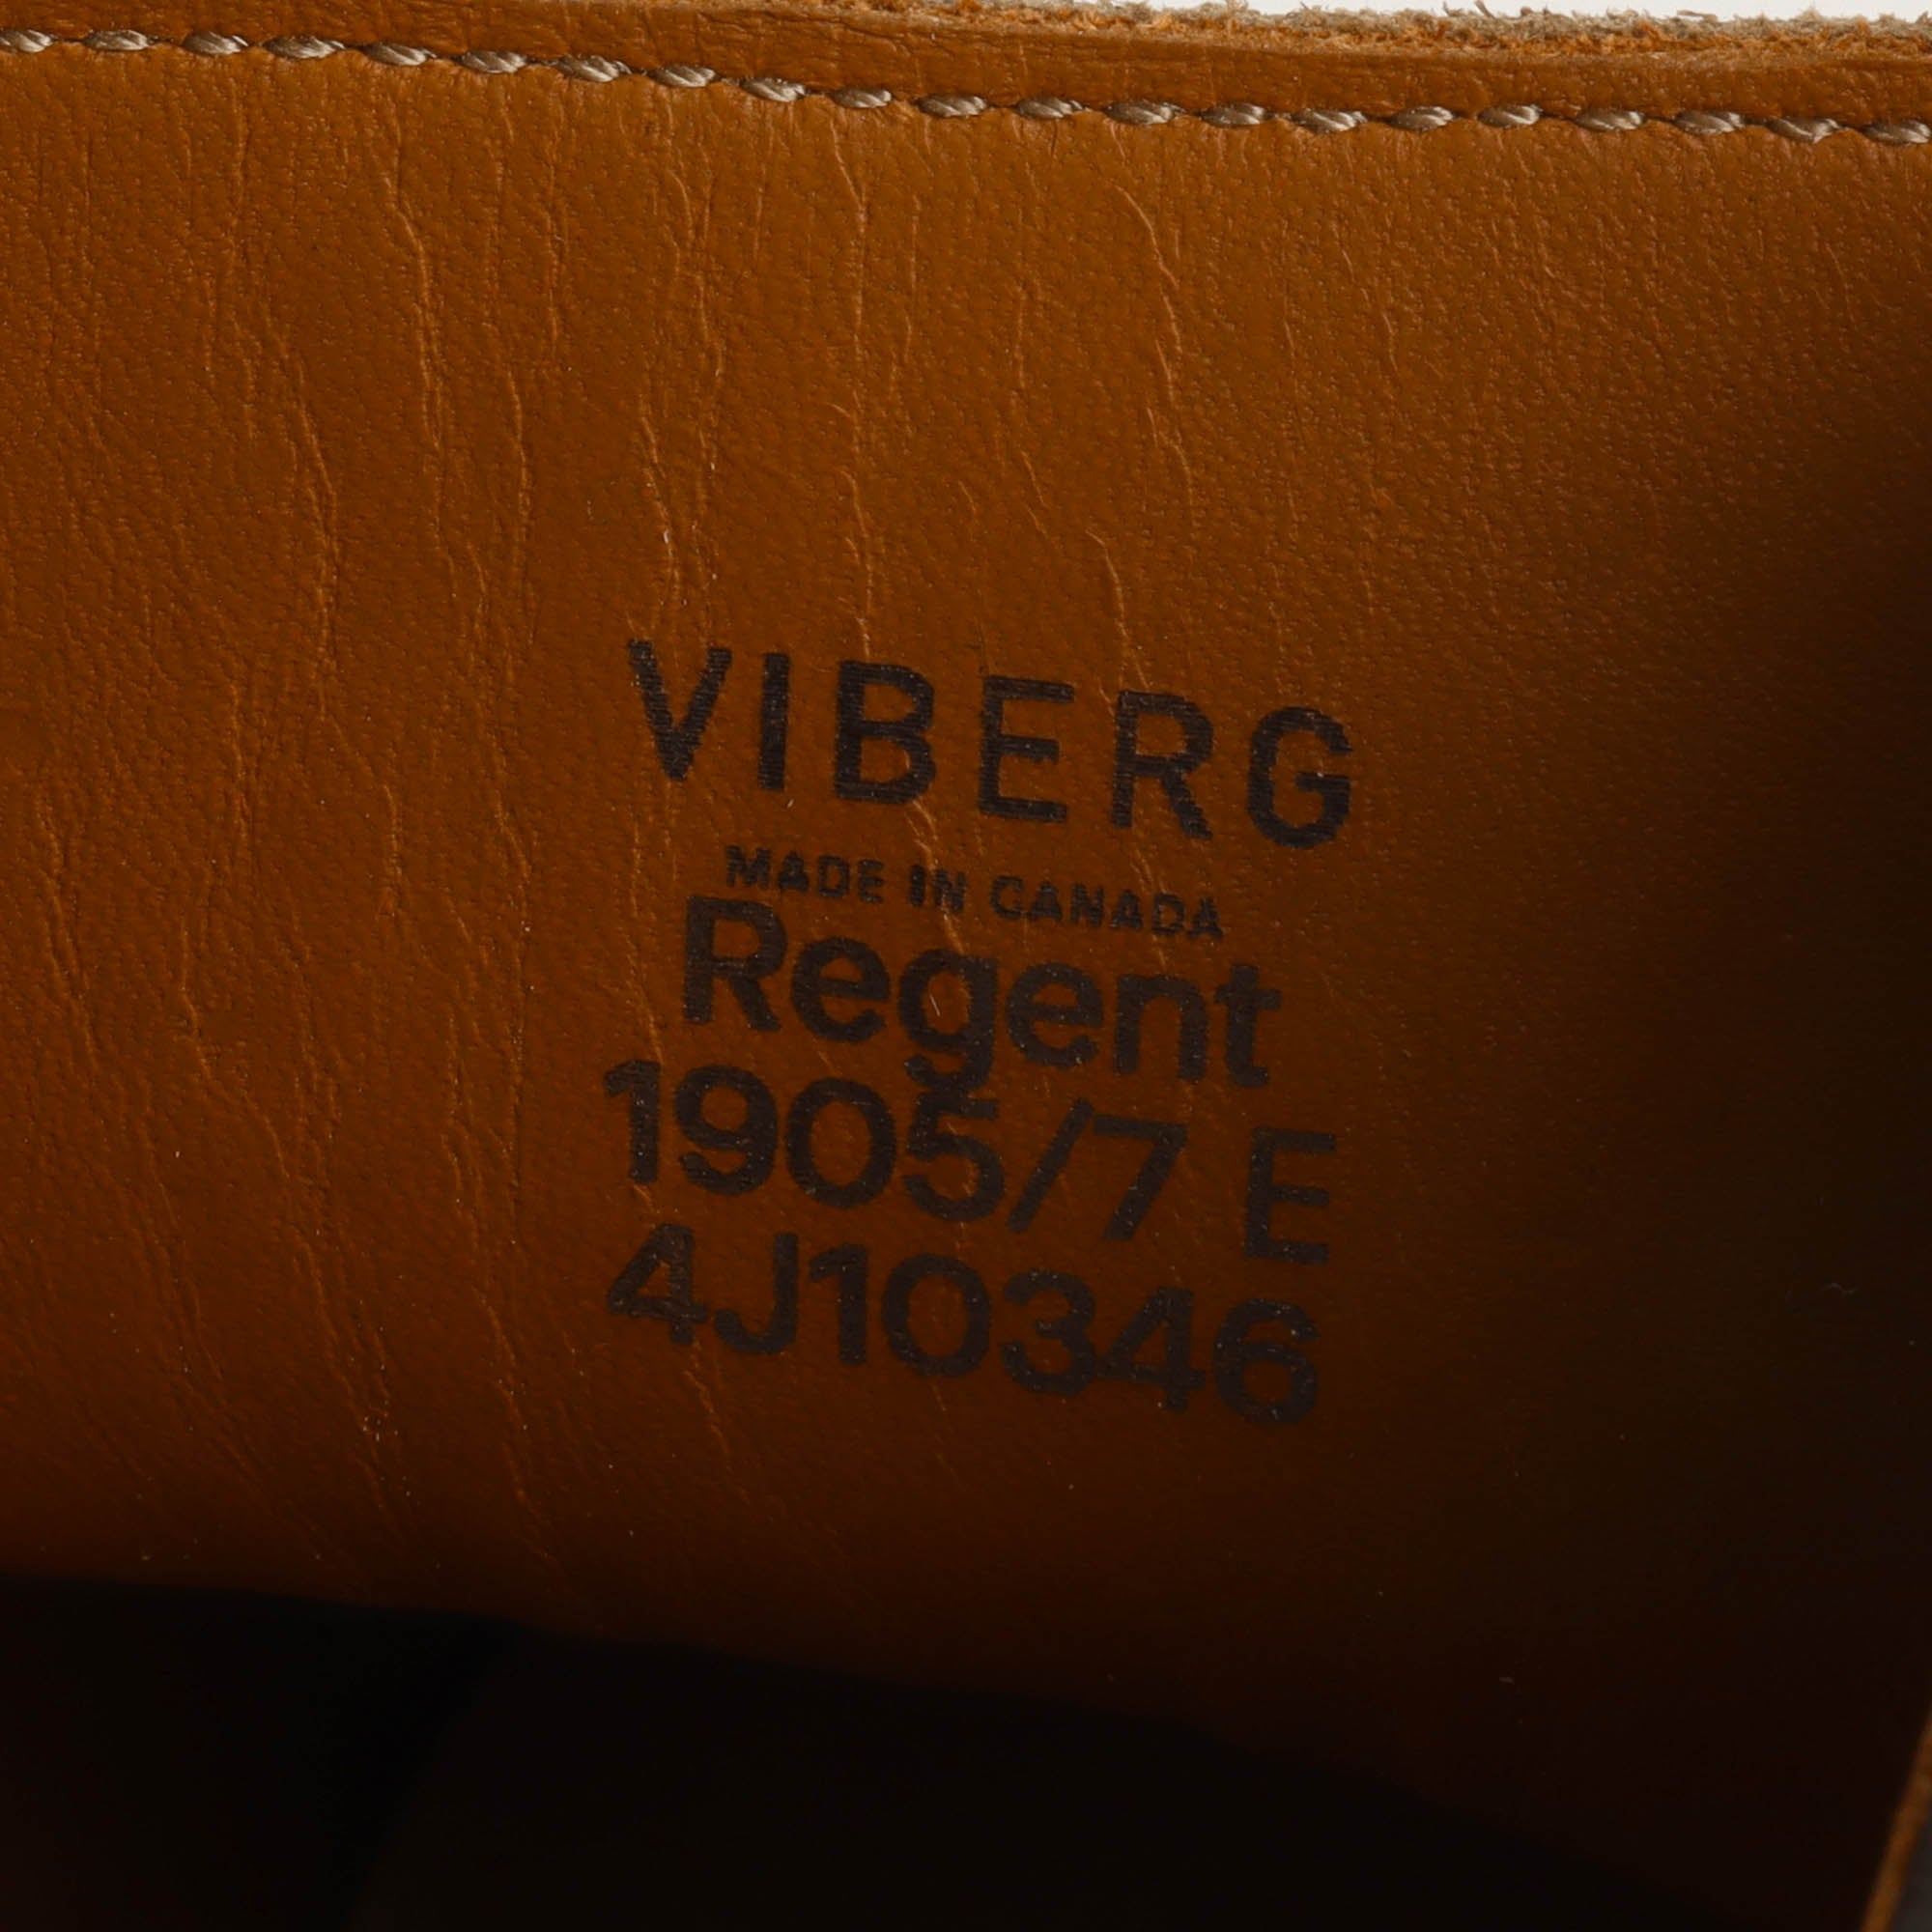 VIBERG
MADE IN CANADA
Regent
1905/7 E
4J10346